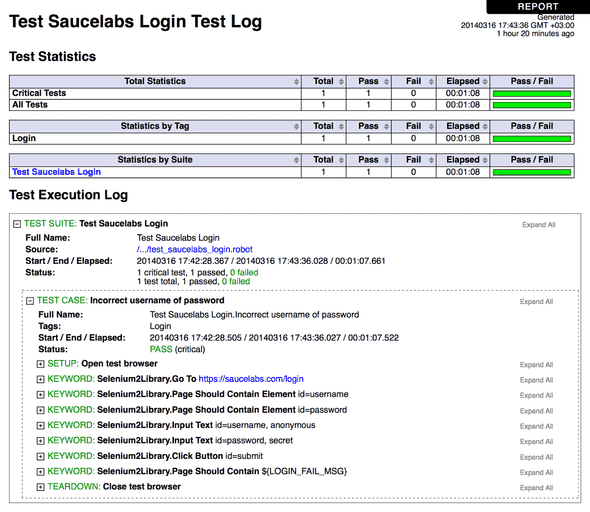 REPORT
Test Saucelabs Login Test Log
Generated
20140316 17:43:36 GMT +03:00
1 hour 20 minutes ago
Test Statistics
Total Statistics Total Pass Fail Elapsed Pass / Fail
Critical Tests 1 1 0 00:01:08
All Tests 1 1 0 00:01:08
Statistics by Tag Total Pass Fail Elapsed Pass / Fail
Login 1 1 0 00:01:08
Statistics by Suite Total Pass Fail Elapsed Pass / Fail
Test Saucelabs Login 1 1 0 00:01:08
Test Execution Log
TEST SUITE: Test Saucelabs Login Expand All
Full Name: Test Saucelabs Login
Source: /.../test_saucelabs_login.robot
Start / End / Elapsed: 20140316 17:42:28.367 / 20140316 17:43:36.028 / 00:01:07.661
Status: 1 critical test, 1 passed, 0 failed
1 test total, 1 passed, 0 failed
TEST CASE: Incorrect username of password Expand All
Full Name: Test Saucelabs Login.Incorrect username of password
Tags: Login
Start / End / Elapsed: 20140316 17:42:28.505 / 20140316 17:43:36.027 / 00:01:07.522
Status: PASS (critical)
SETUP: Open test browser Expand All
KEYWORD: Selenium2Library.Go To https://saucelabs.com/login Expand All
KEYWORD: Selenium2Library.Page Should Contain Element id=username Expand All
KEYWORD: Selenium2Library.Page Should Contain Element id=password Expand All
KEYWORD: Selenium2Library.Input Text id=username, anonymous Expand All
KEYWORD: Selenium2Library.Input Text id=password, secret Expand All
KEYWORD: Selenium2Library.Click Button id=submit Expand All
KEYWORD: Selenium2Library.Page Should Contain ${LOGIN_FAIL_MSG} Expand All
TEARDOWN: Close test browser Expand All